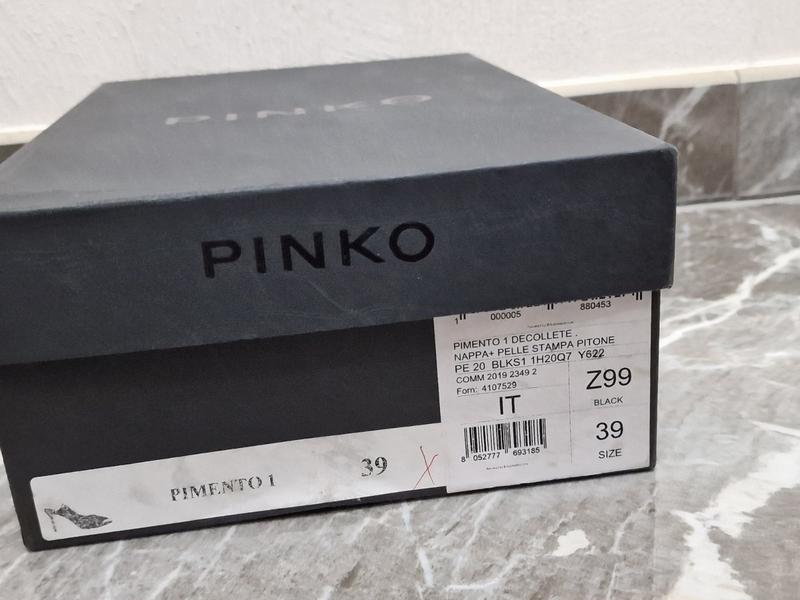 PINKO
PINKO
000005
880453
PIMENTO 1 DECOLLETE .
NAPPA+ PELLE STAMPA PITONE
PE 20 BLKS1 1H20Q7 Y622
COMM 2019 2349 2
Forn: 4107529
IT
Z99
BLACK
8 052777 693185
39
SIZE
PIMENTO 1
39
X